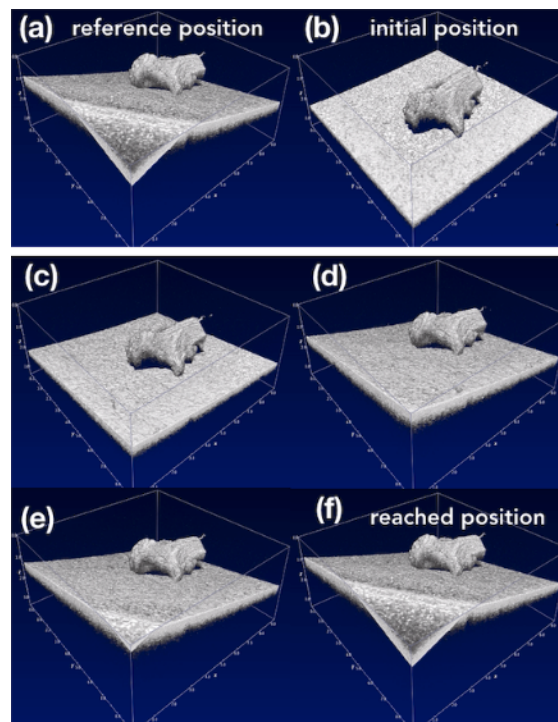 (a) reference position
(b) initial position
(c)
(d)
(e)
(f)
reached position